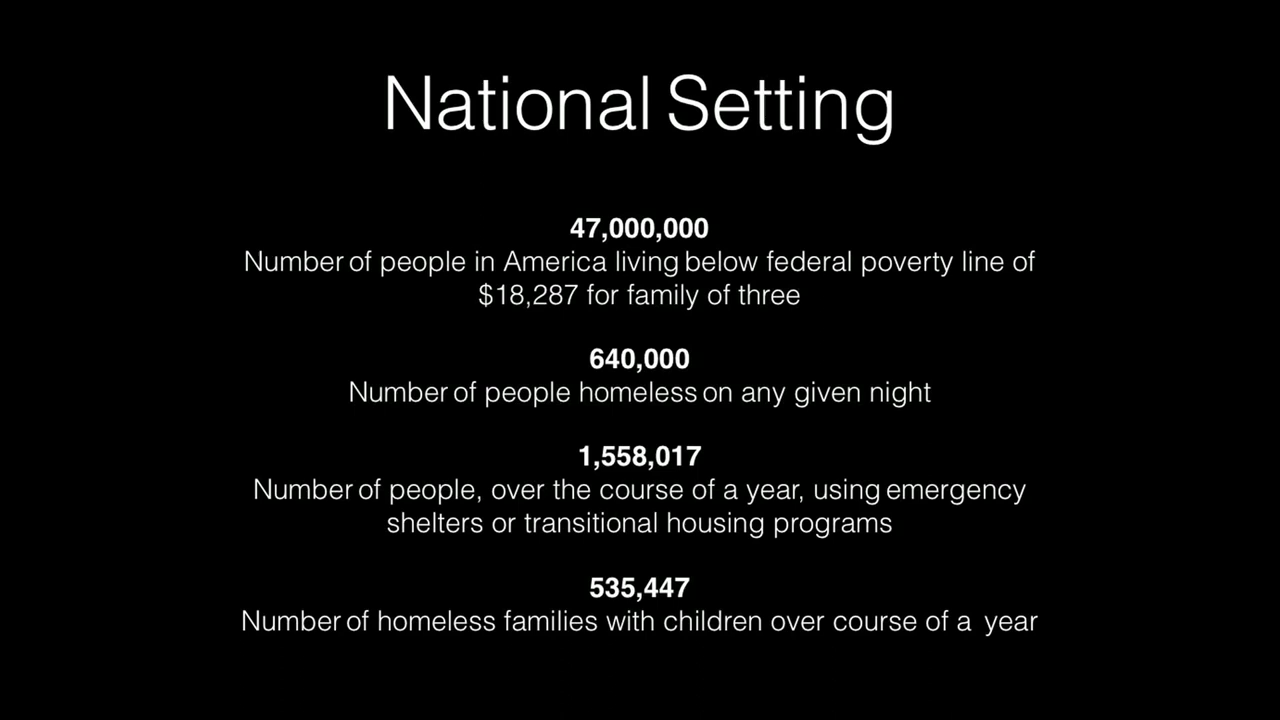 National Setting
47,000,000
Number of people in America living below federal poverty line of
$18,287 for family of three
640,000
Number of people homeless on any given night
1,558,017
Number of people, over the course of a year, using emergency
shelters or transitional housing programs
535,447
Number of homeless families with children over course of a year